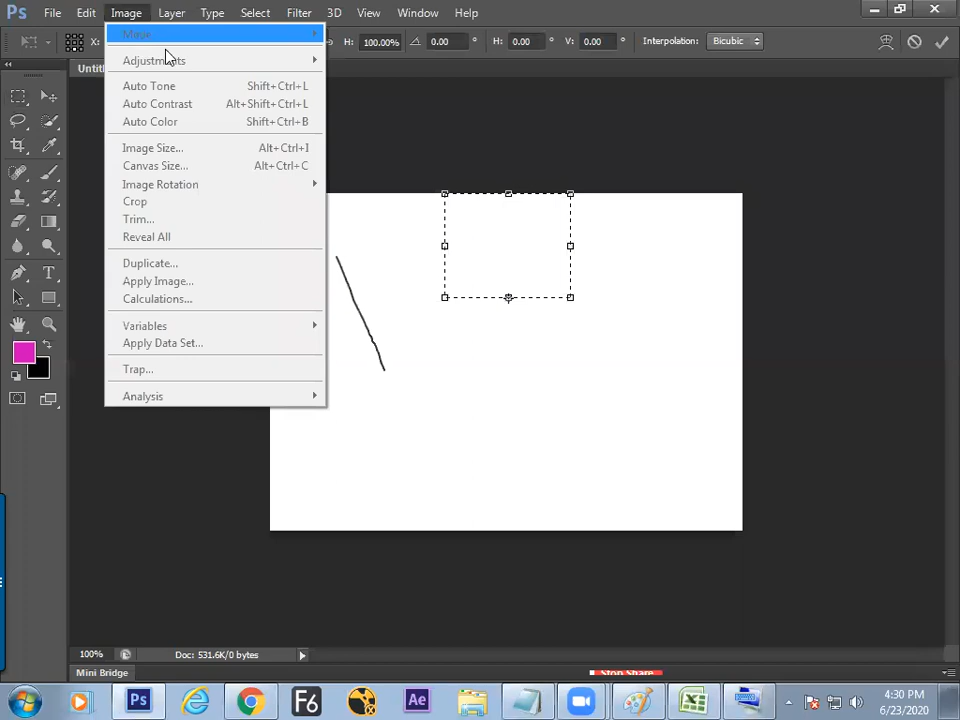 Ps File Edit Image Layer Type Select Filter 3D View Window Help
X: H: 100.00% 0.00 ° H: 0.00 ° V: 0.00 ° Interpolation: Bicubic
Mode
Untitl
Adjustments
Auto Tone Shift+Ctrl+L
Auto Contrast Alt+Shift+Ctrl+L
Auto Color Shift+Ctrl+B
Image Size... Alt+Ctrl+I
Canvas Size... Alt+Ctrl+C
Image Rotation
Crop
Trim...
Reveal All
Duplicate...
Apply Image...
Calculations...
Variables
Apply Data Set...
Trap...
Analysis
100% Doc: 531.6K/0 bytes
Mini Bridge Stop Share
Ps F6 Ae 4:30 PM
6/23/2020